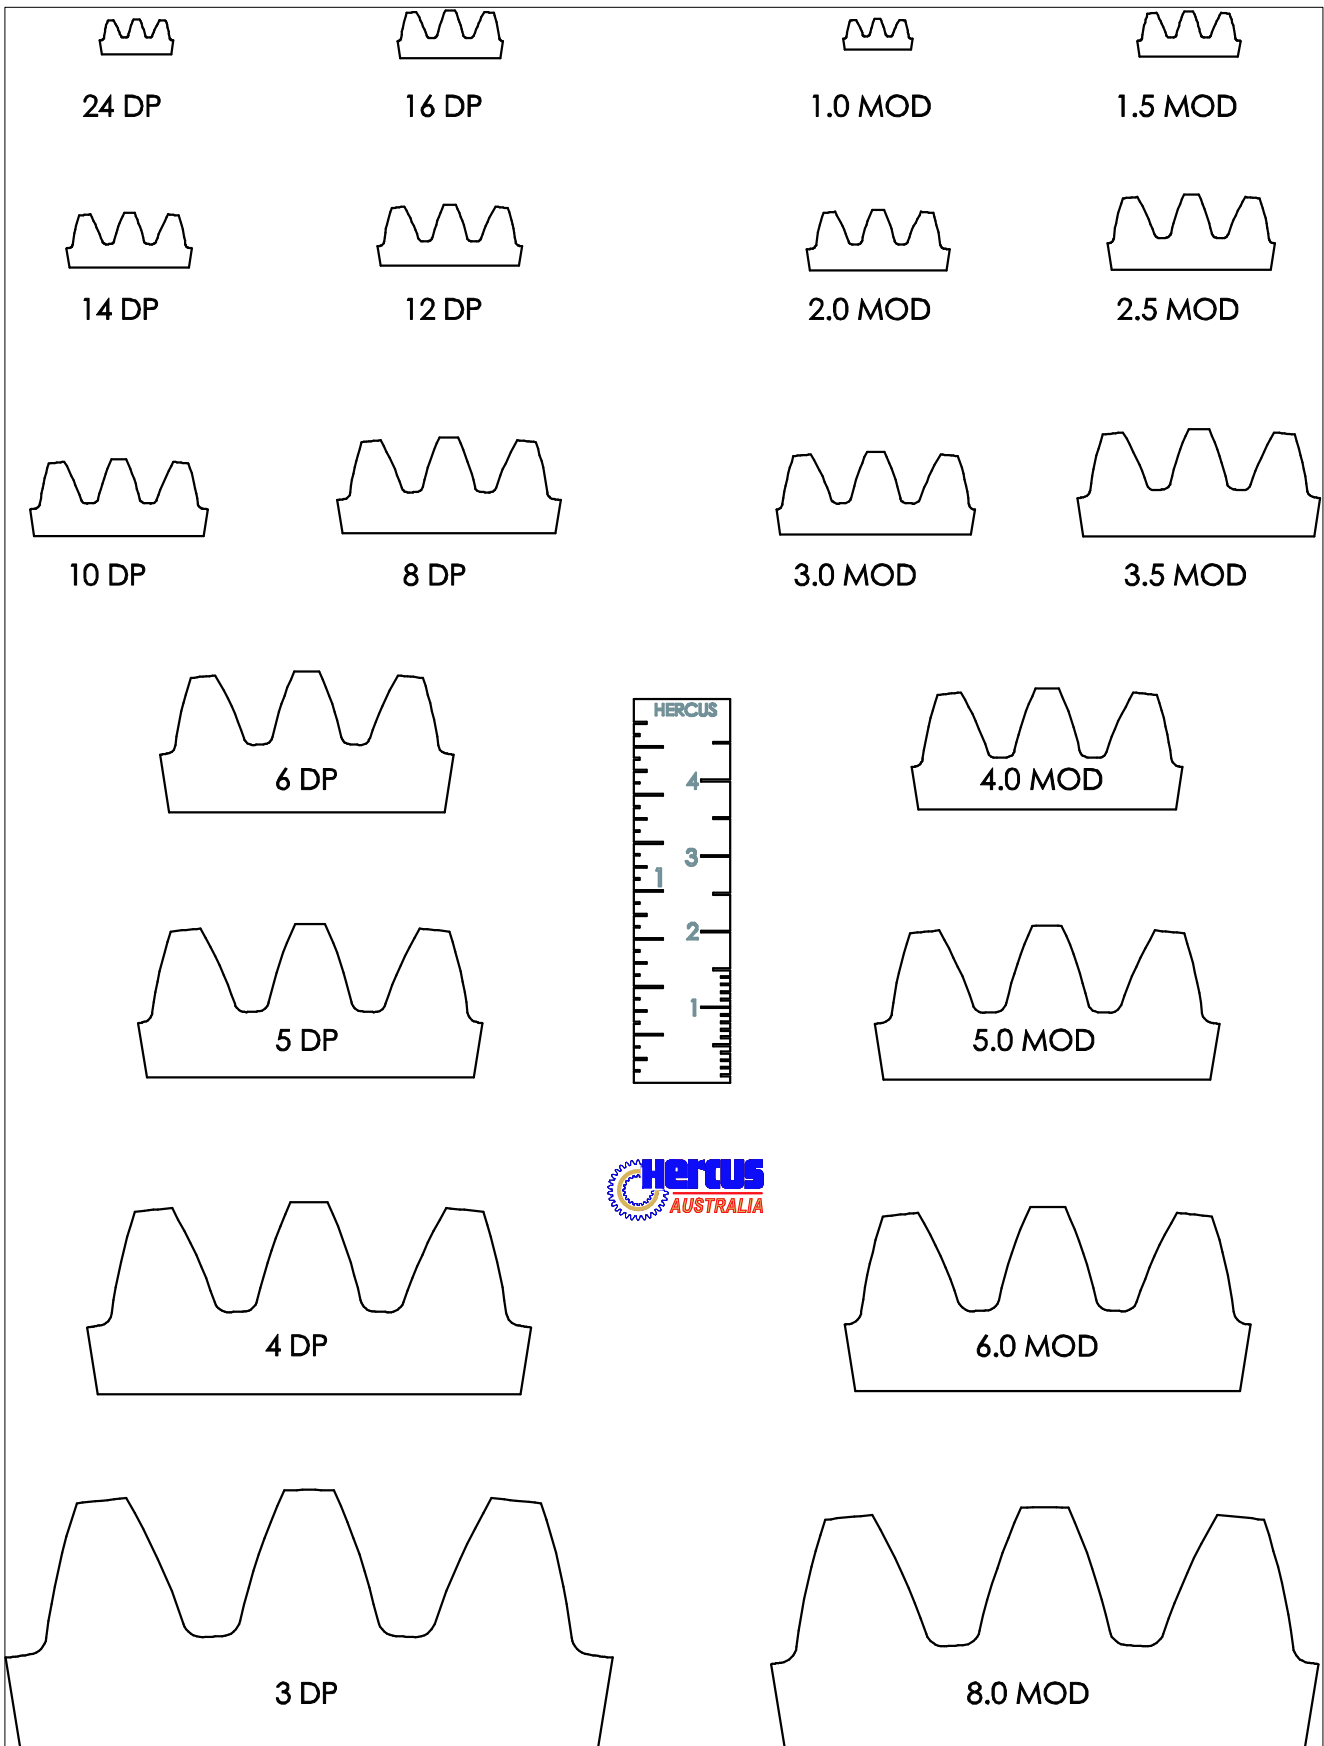 24 DP
16 DP
1.0 MOD
1.5 MOD
14 DP
12 DP
2.0 MOD
2.5 MOD
10 DP
8 DP
3.0 MOD
3.5 MOD
6 DP
HERCUS
4
3
1
2
1
4.0 MOD
5 DP
5.0 MOD
Hercus
AUSTRALIA
4 DP
6.0 MOD
3 DP
8.0 MOD